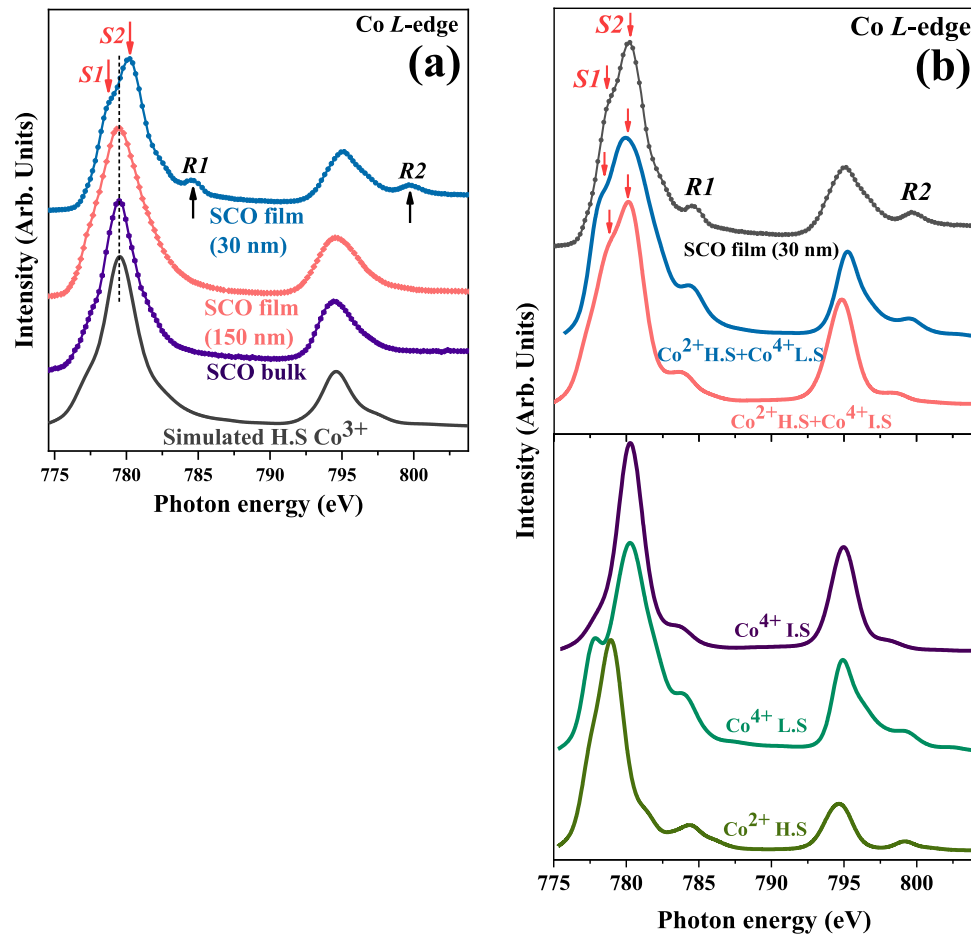 Co L-edge
(a)
S2
S1
R1
R2
SCO film
(30 nm)
SCO film
(150 nm)
SCO bulk
Simulated H.S Co3+
Intensity (Arb. Units)
775 780 785 790 795 800
Photon energy (eV)
Co L-edge
(b)
S2
S1
R1
R2
SCO film (30 nm)
Co2+H.S+Co4+L.S
Co2+H.S+Co4+I.S
Intensity (Arb. Units)
Co4+ I.S
Co4+ L.S
Co2+ H.S
775 780 785 790 795 800
Photon energy (eV)